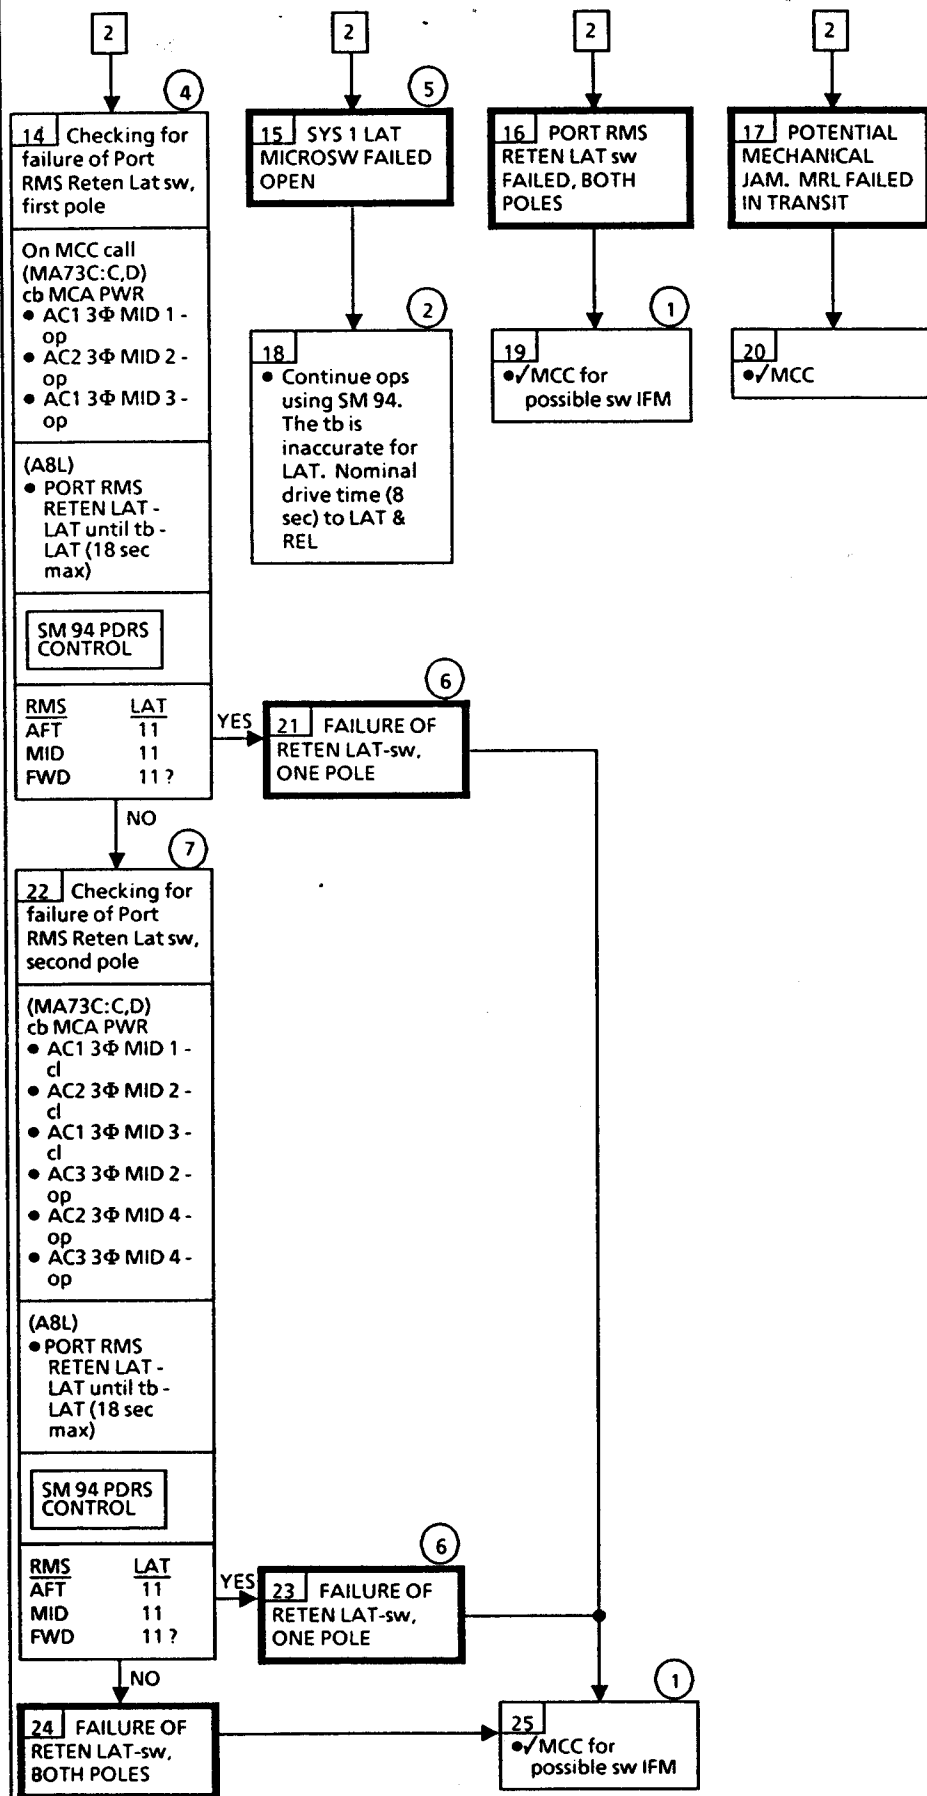 2
2
2
2
4
14 Checking for
failure of Port
RMS Reten Lat sw,
first pole
On MCC call
(MA73C:C,D)
cb MCA PWR
• AC1 3Φ MID 1 -
op
• AC2 3Φ MID 2 -
op
• AC1 3Φ MID 3 -
op
(A8L)
• PORT RMS
RETEN LAT -
LAT until tb -
LAT (18 sec
max)
SM 94 PDRS
CONTROL
RMS LAT
AFT 11
MID 11
FWD 11 ?
YES
NO
5
15 SYS 1 LAT
MICROSW FAILED
OPEN
2
18
• Continue ops
using SM 94.
The tb is
inaccurate for
LAT. Nominal
drive time (8
sec) to LAT &
REL
16 PORT RMS
RETEN LAT sw
FAILED, BOTH
POLES
1
19
•✓MCC for
possible sw IFM
17 POTENTIAL
MECHANICAL
JAM. MRL FAILED
IN TRANSIT
20
•✓MCC
6
21 FAILURE OF
RETEN LAT-sw,
ONE POLE
7
22 Checking for
failure of Port
RMS Reten Lat sw,
second pole
(MA73C:C,D)
cb MCA PWR
• AC1 3Φ MID 1 -
cl
• AC2 3Φ MID 2 -
cl
• AC1 3Φ MID 3 -
cl
• AC3 3Φ MID 2 -
op
• AC2 3Φ MID 4 -
op
• AC3 3Φ MID 4 -
op
(A8L)
•PORT RMS
RETEN LAT -
LAT until tb -
LAT (18 sec
max)
SM 94 PDRS
CONTROL
RMS LAT
AFT 11
MID 11
FWD 11 ?
YES
NO
6
23 FAILURE OF
RETEN LAT-sw,
ONE POLE
24 FAILURE OF
RETEN LAT-sw,
BOTH POLES
1
25
•✓MCC for
possible sw IFM